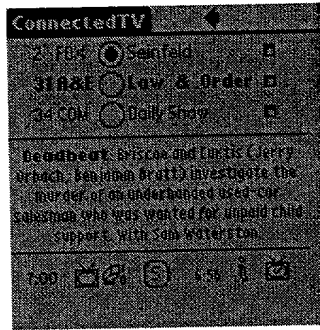 ConnectedTV
2 FOX Seinfeld
31 A&E Law & Order
34 COM Daily Show
Deadbeat Briscoe and Curtis (Jerry
Orbach, Benjamin Bratt) investigate the
murder of an underhanded used-car
salesman who was wanted for unpaid child
support. With Sam Waterston
7:00 S